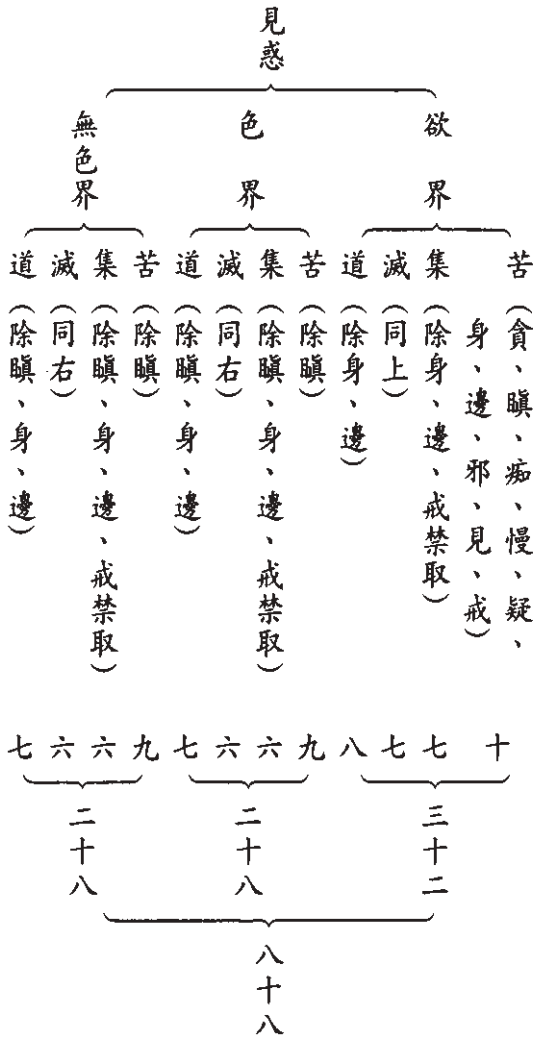 見惑
欲界
苦（貪、瞋、痴、慢、疑、
身、邊、邪、見、戒） 十
集（除身、邊、戒禁取） 七
滅（同上） 七
道（除身、邊） 八
三十二
色界
苦（除瞋） 九
集（除瞋、身、邊、戒禁取） 六
滅（同右） 六
道（除瞋、身、邊） 七
二十八
無色界
苦（除瞋） 九
集（除瞋、身、邊、戒禁取） 六
滅（同右） 六
道（除瞋、身、邊） 七
二十八
八十八